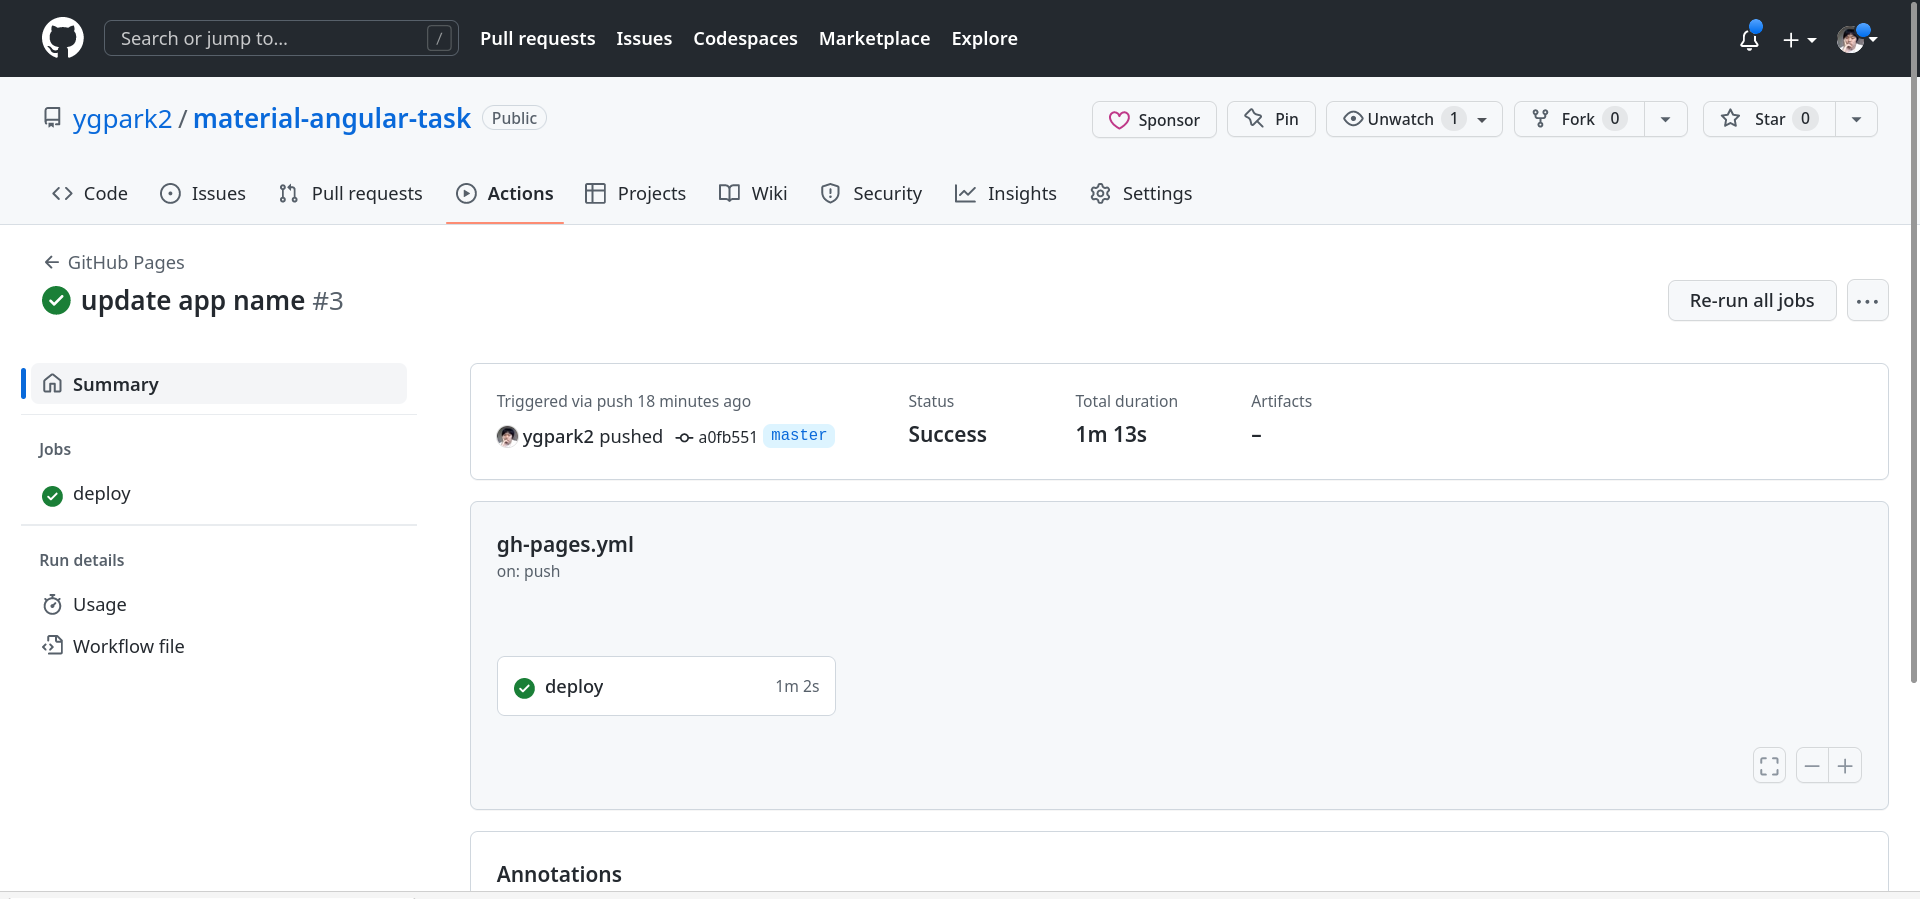 Search or jump to... / Pull requests Issues Codespaces Marketplace Explore
ygpark2 / material-angular-task Public Sponsor Pin Unwatch 1 Fork 0 Star 0
Code Issues Pull requests Actions Projects Wiki Security Insights Settings
← GitHub Pages
update app name #3 Re-run all jobs ...
Summary
Jobs
deploy
Run details
Usage
Workflow file
Triggered via push 18 minutes ago
ygpark2 pushed a0fb551 master
Status
Success
Total duration
1m 13s
Artifacts
–
gh-pages.yml
on: push
deploy 1m 2s
Annotations